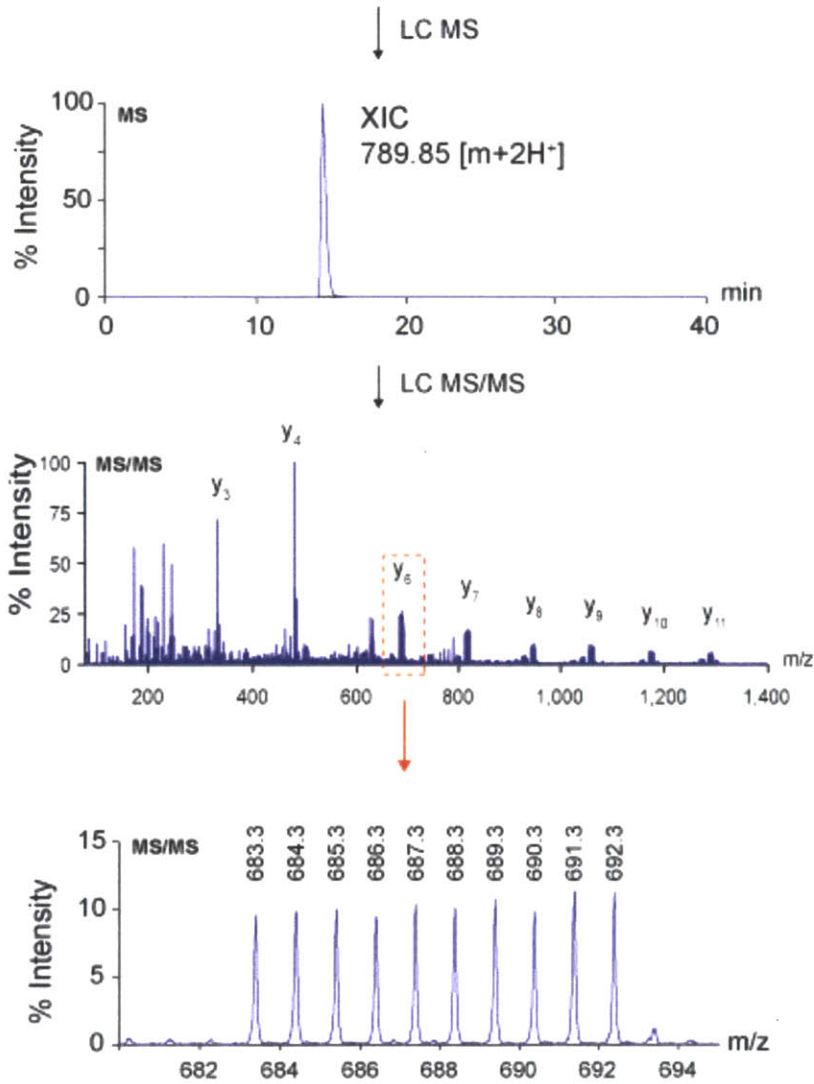 LC MS
MS
XIC
789.85 [m+2H⁺]
% Intensity
100
50
0
0 10 20 30 40
min
LC MS/MS
MS/MS
% Intensity
100
75
50
25
0
y₃ y₄ y₆ y₇ y₈ y₉ y₁₀ y₁₁
200 400 600 800 1,000 1,200 1.400
m/z
MS/MS
% Intensity
15
10
5
0
683.3 684.3 685.3 686.3 687.3 688.3 689.3 690.3 691.3 692.3
682 684 686 688 690 692 694
m/z